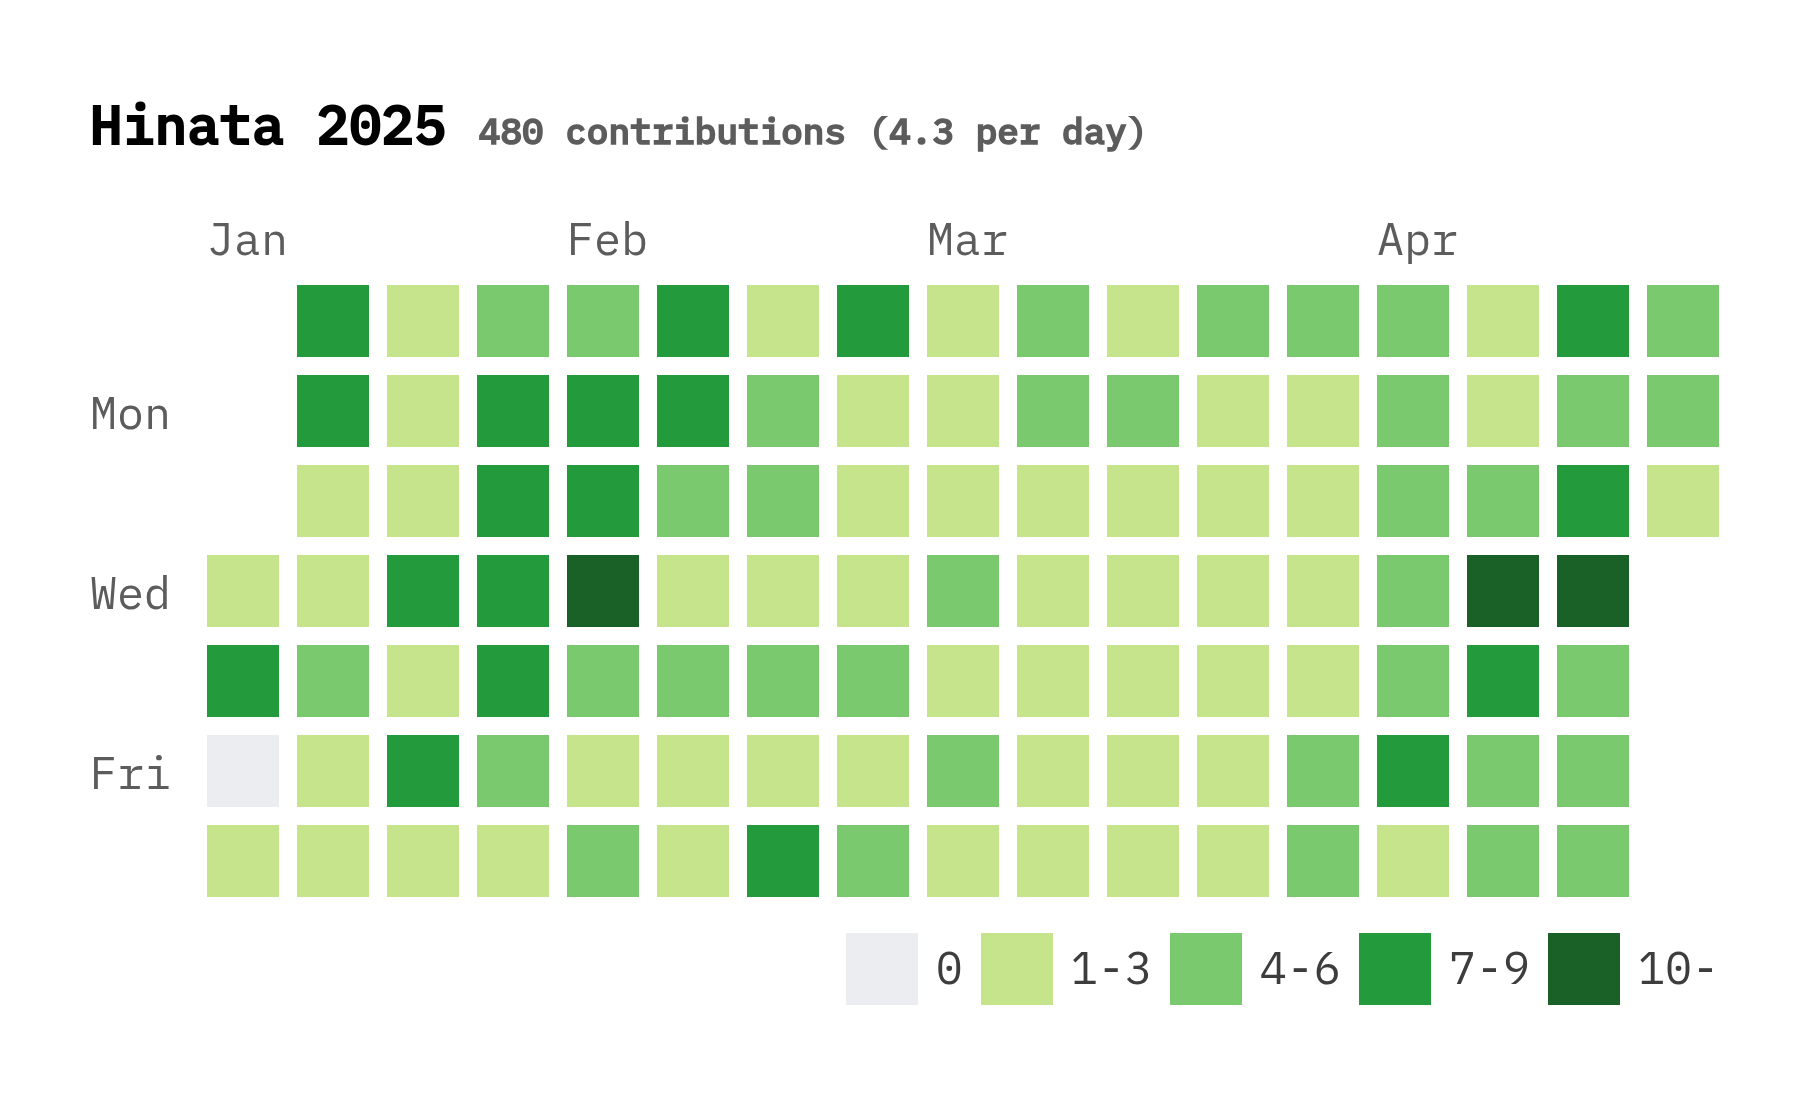 Hinata 2025 480 contributions (4.3 per day)
Jan Feb Mar Apr
Mon
Wed
Fri
0 1-3 4-6 7-9 10-